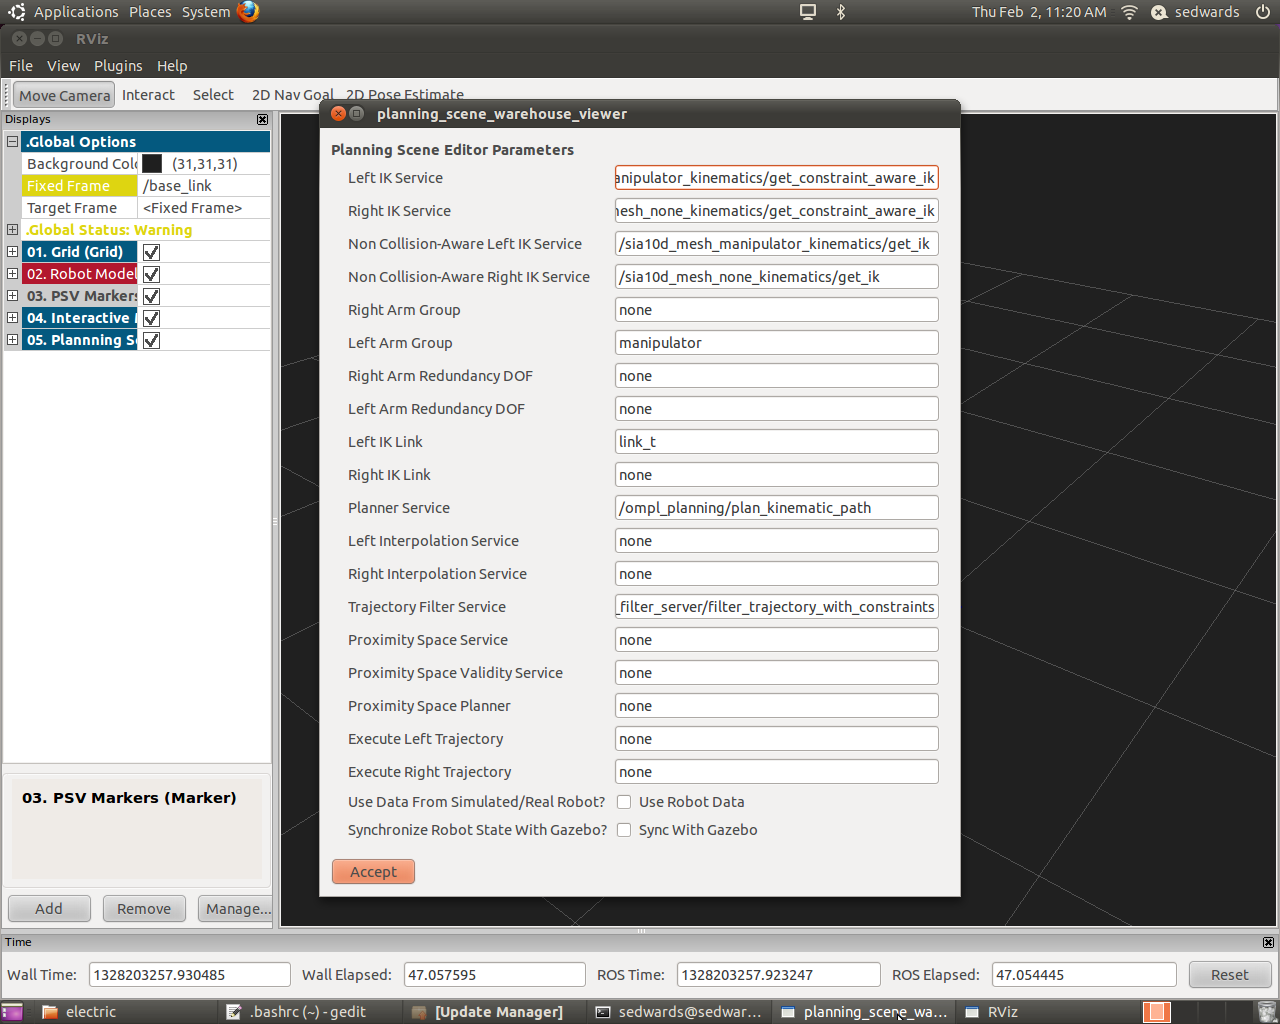 Applications Places System Thu Feb 2, 11:20 AM sedwards
RViz
File View Plugins Help
Move Camera Interact Select 2D Nav Goal 2D Pose Estimate
Displays
.Global Options
Background Colo (31,31,31)
Fixed Frame /base_link
Target Frame <Fixed Frame>
.Global Status: Warning
01. Grid (Grid)
02. Robot Model
03. PSV Markers
04. Interactive
05. Plannning S
03. PSV Markers (Marker)
Add Remove Manage...
planning_scene_warehouse_viewer
Planning Scene Editor Parameters
Left IK Service anipulator_kinematics/get_constraint_aware_ik
Right IK Service mesh_none_kinematics/get_constraint_aware_ik
Non Collision-Aware Left IK Service /sia10d_mesh_manipulator_kinematics/get_ik
Non Collision-Aware Right IK Service /sia10d_mesh_none_kinematics/get_ik
Right Arm Group none
Left Arm Group manipulator
Right Arm Redundancy DOF none
Left Arm Redundancy DOF none
Left IK Link link_t
Right IK Link none
Planner Service /ompl_planning/plan_kinematic_path
Left Interpolation Service none
Right Interpolation Service none
Trajectory Filter Service _filter_server/filter_trajectory_with_constraints
Proximity Space Service none
Proximity Space Validity Service none
Proximity Space Planner none
Execute Left Trajectory none
Execute Right Trajectory none
Use Data From Simulated/Real Robot? Use Robot Data
Synchronize Robot State With Gazebo? Sync With Gazebo
Accept
Time
Wall Time: 1328203257.930485 Wall Elapsed: 47.057595 ROS Time: 1328203257.923247 ROS Elapsed: 47.054445 Reset
electric .bashrc (~) - gedit [Update Manager] sedwards@sedwar... planning_scene_wa... RViz